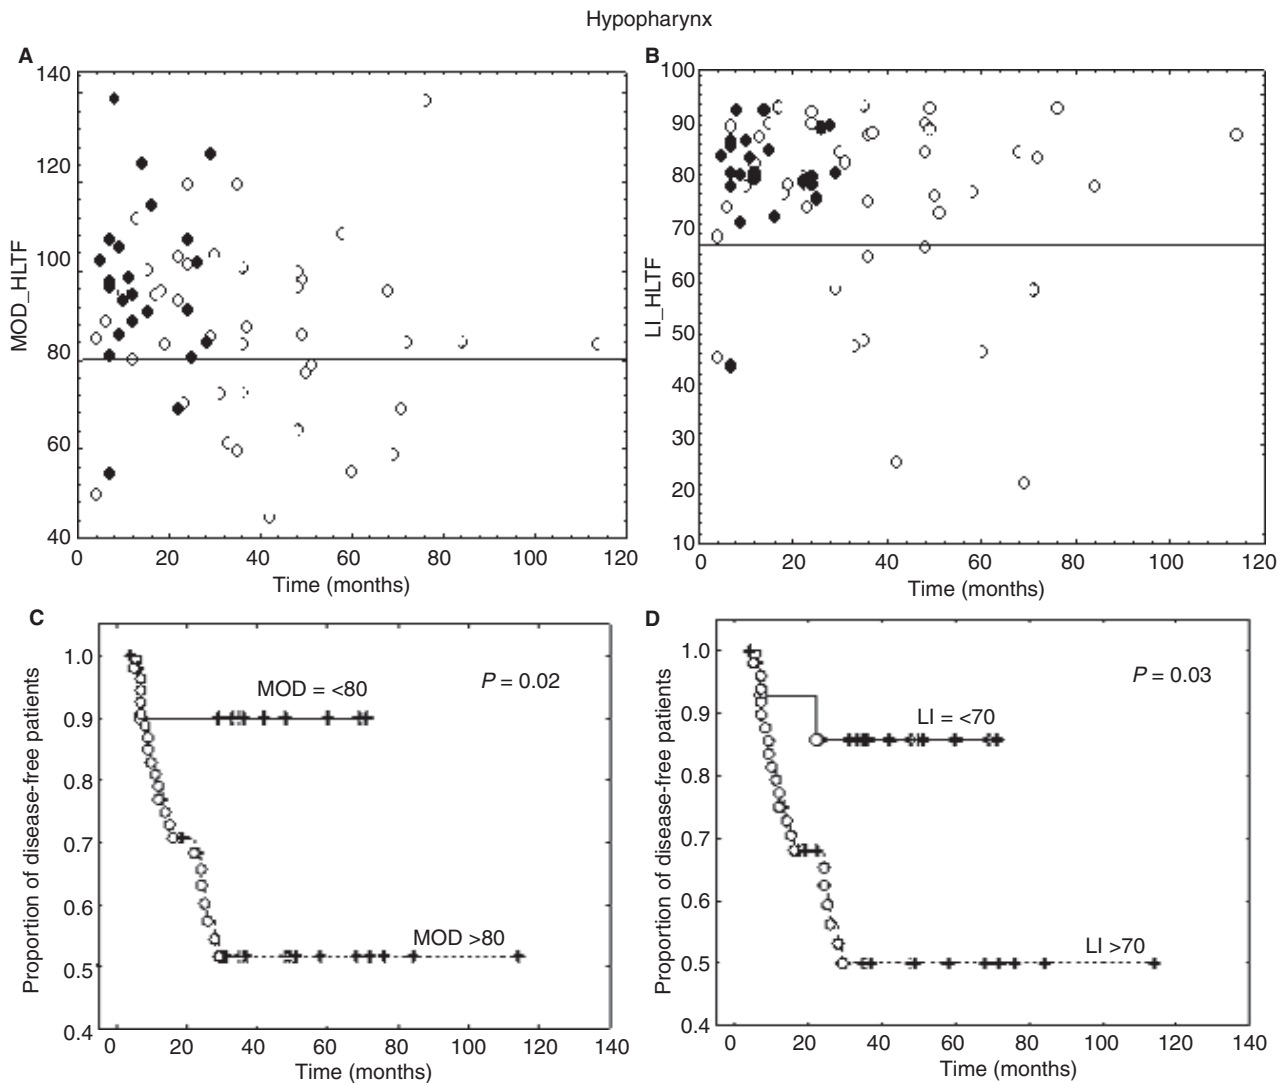 Hypopharynx
A
140
120
100
80
60
40
MOD_HLTF
0 20 40 60 80 100 120
Time (months)
B
100
90
80
70
60
50
40
30
20
10
LI_HLTF
0 20 40 60 80 100 120
Time (months)
C
1.0
0.9
0.8
0.7
0.6
0.5
0.4
Proportion of disease-free patients
P = 0.02
MOD = <80
MOD >80
0 20 40 60 80 100 120 140
Time (months)
D
1.0
0.9
0.8
0.7
0.6
0.5
0.4
Proportion of disease-free patients
P = 0.03
LI = <70
LI >70
0 20 40 60 80 100 120 140
Time (months)